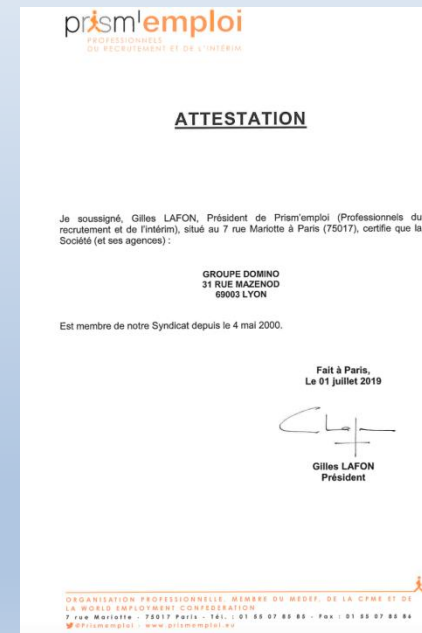 prism'emploi
PROFESSIONNELS
DU RECRUTEMENT ET DE L'INTÉRIM
ATTESTATION
Je soussigné, Gilles LAFON, Président de Prism'emploi (Professionnels du
recrutement et de l'intérim), situé au 7 rue Mariotte à Paris (75017), certifie que la
Société (et ses agences) :
GROUPE DOMINO
31 RUE MAZENOD
69003 LYON
Est membre de notre Syndicat depuis le 4 mai 2000.
Fait à Paris,
Le 01 juillet 2019
Gilles LAFON
Président
ORGANISATION PROFESSIONNELLE, MEMBRE DU MEDEF, DE LA CPME ET DE
LA WORLD EMPLOYMENT CONFEDERATION
7 rue Mariotte - 75017 Paris - Tél. : 01 55 07 85 85 - Fax : 01 55 07 85 86
@Prismemploi - www.prismemploi.eu